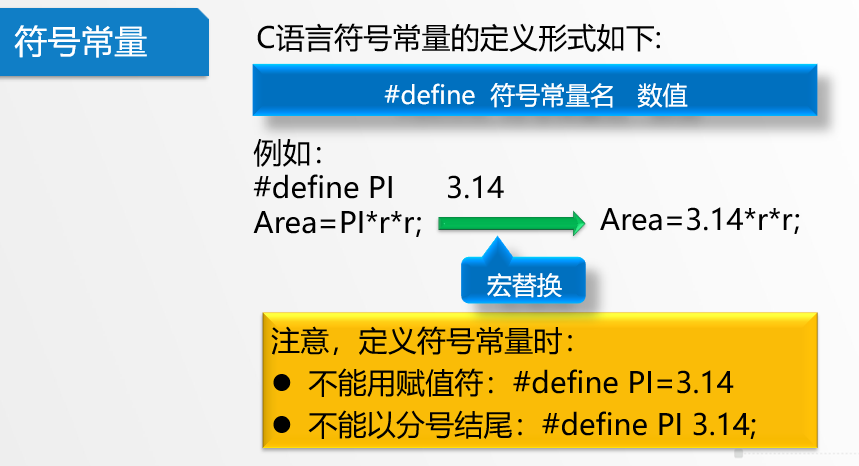 符号常量
C语言符号常量的定义形式如下:
#define 符号常量名 数值
例如：
#define PI 3.14
Area=PI*r*r;
Area=3.14*r*r;
宏替换
注意，定义符号常量时：
● 不能用赋值符：#define PI=3.14
● 不能以分号结尾：#define PI 3.14;